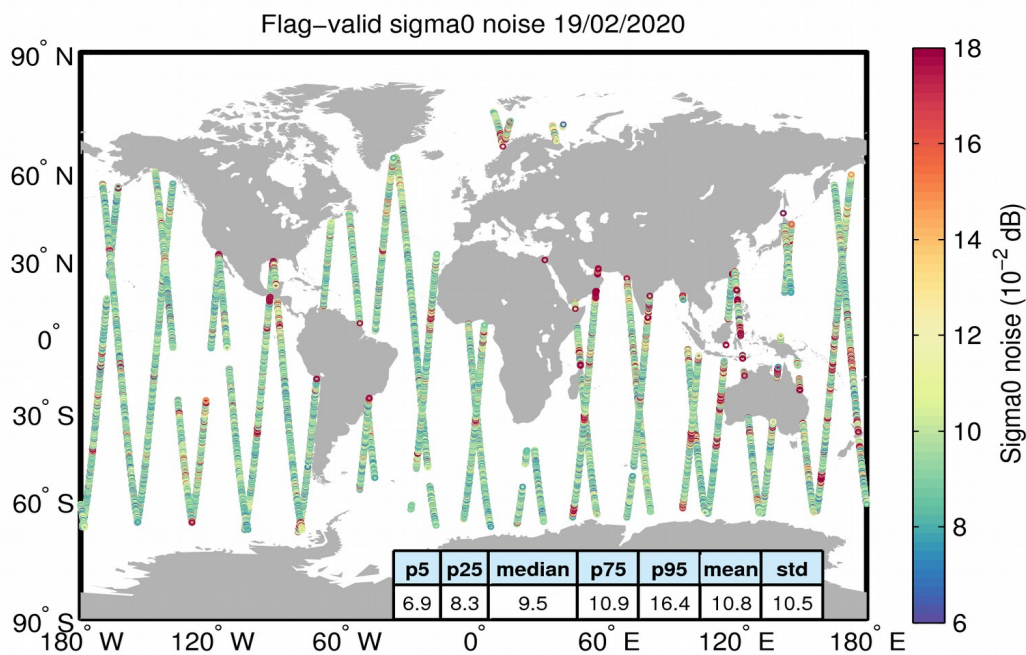 Flag−valid sigma0 noise 19/02/2020
90° N
60° N
30° N
0°
30° S
60° S
90° S
180° W
120° W
60° W
0°
60° E
120° E
180° E
p5 p25 median p75 p95 mean std
6.9 8.3 9.5 10.9 16.4 10.8 10.5
18
16
14
12
10
8
6
Sigma0 noise (10⁻² dB)